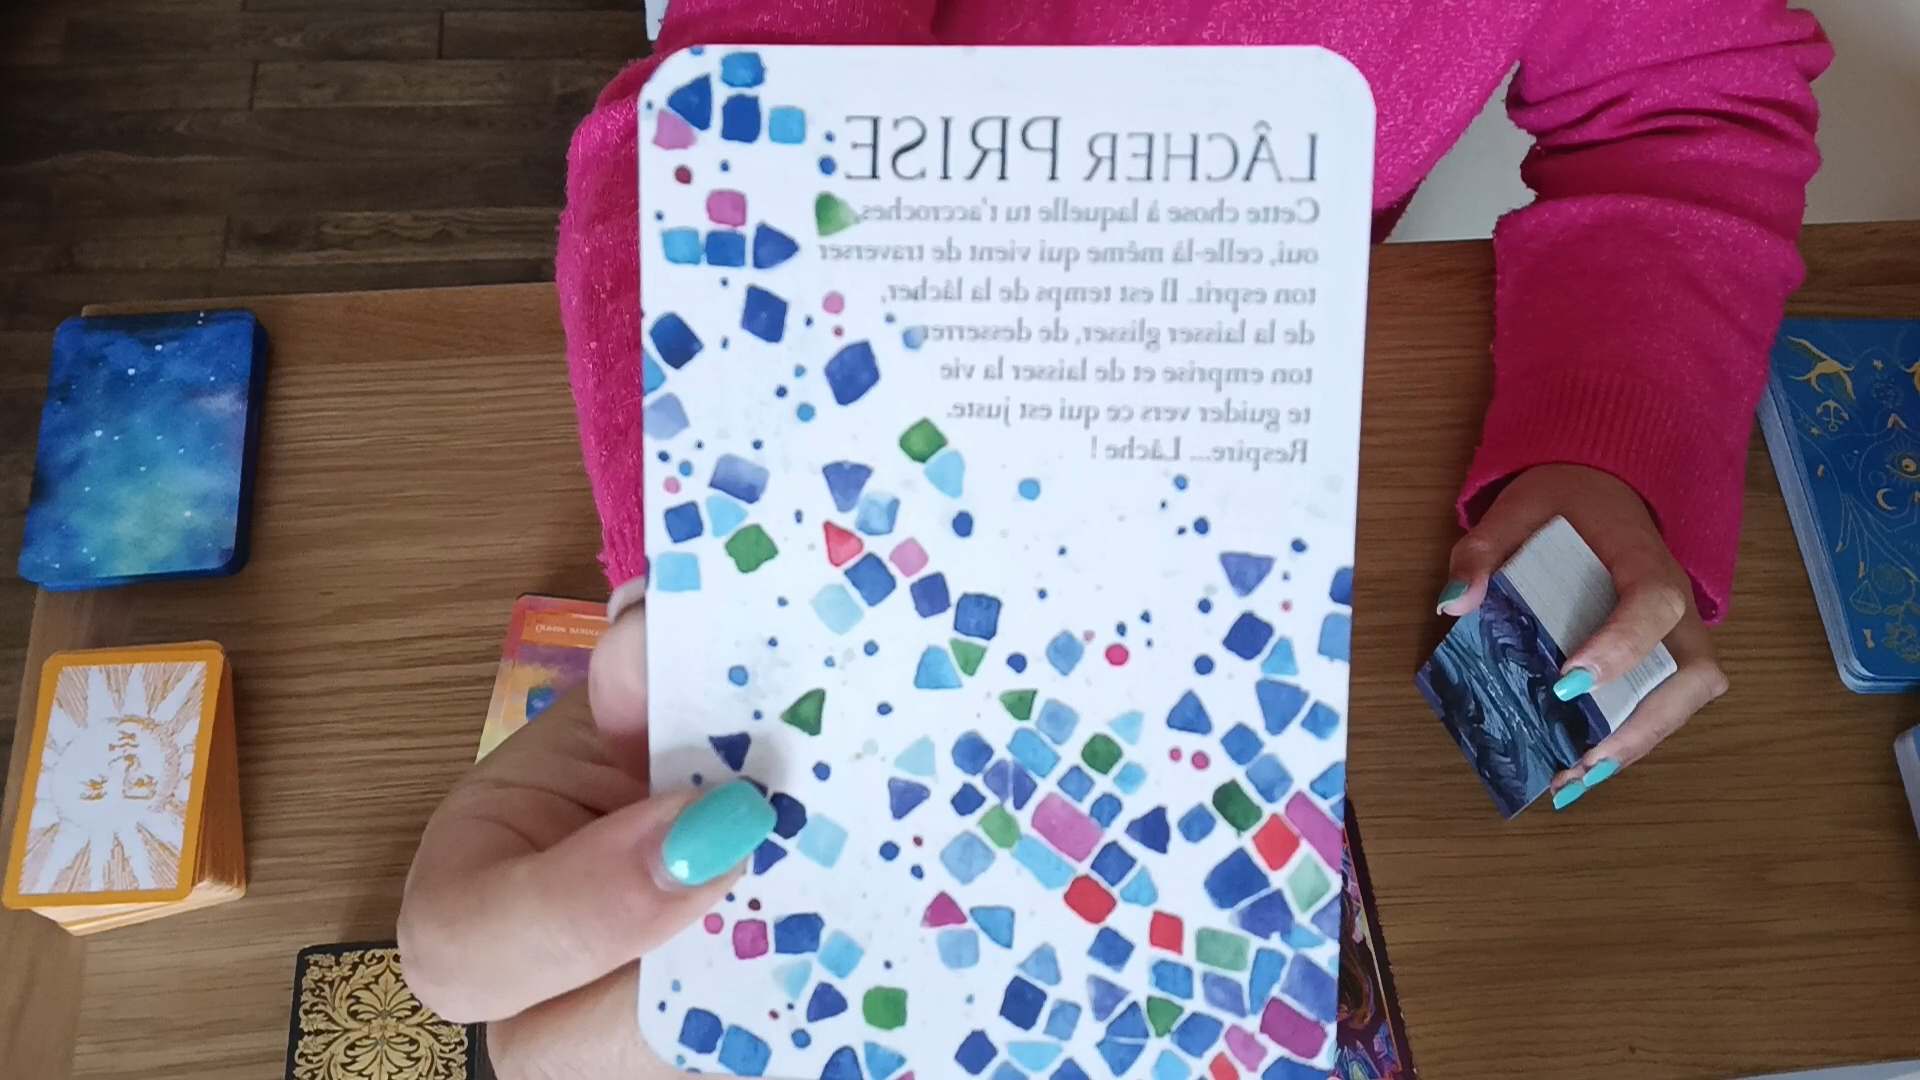 LÂCHER PRISE
Cette chose à laquelle tu t'accroches,
oui, celle-là même qui vient de traverser
ton esprit. Il est temps de la lâcher,
de la laisser glisser, de desserrer
ton emprise et de laisser la vie
te guider vers ce qui est juste.
Respire... Lâche !